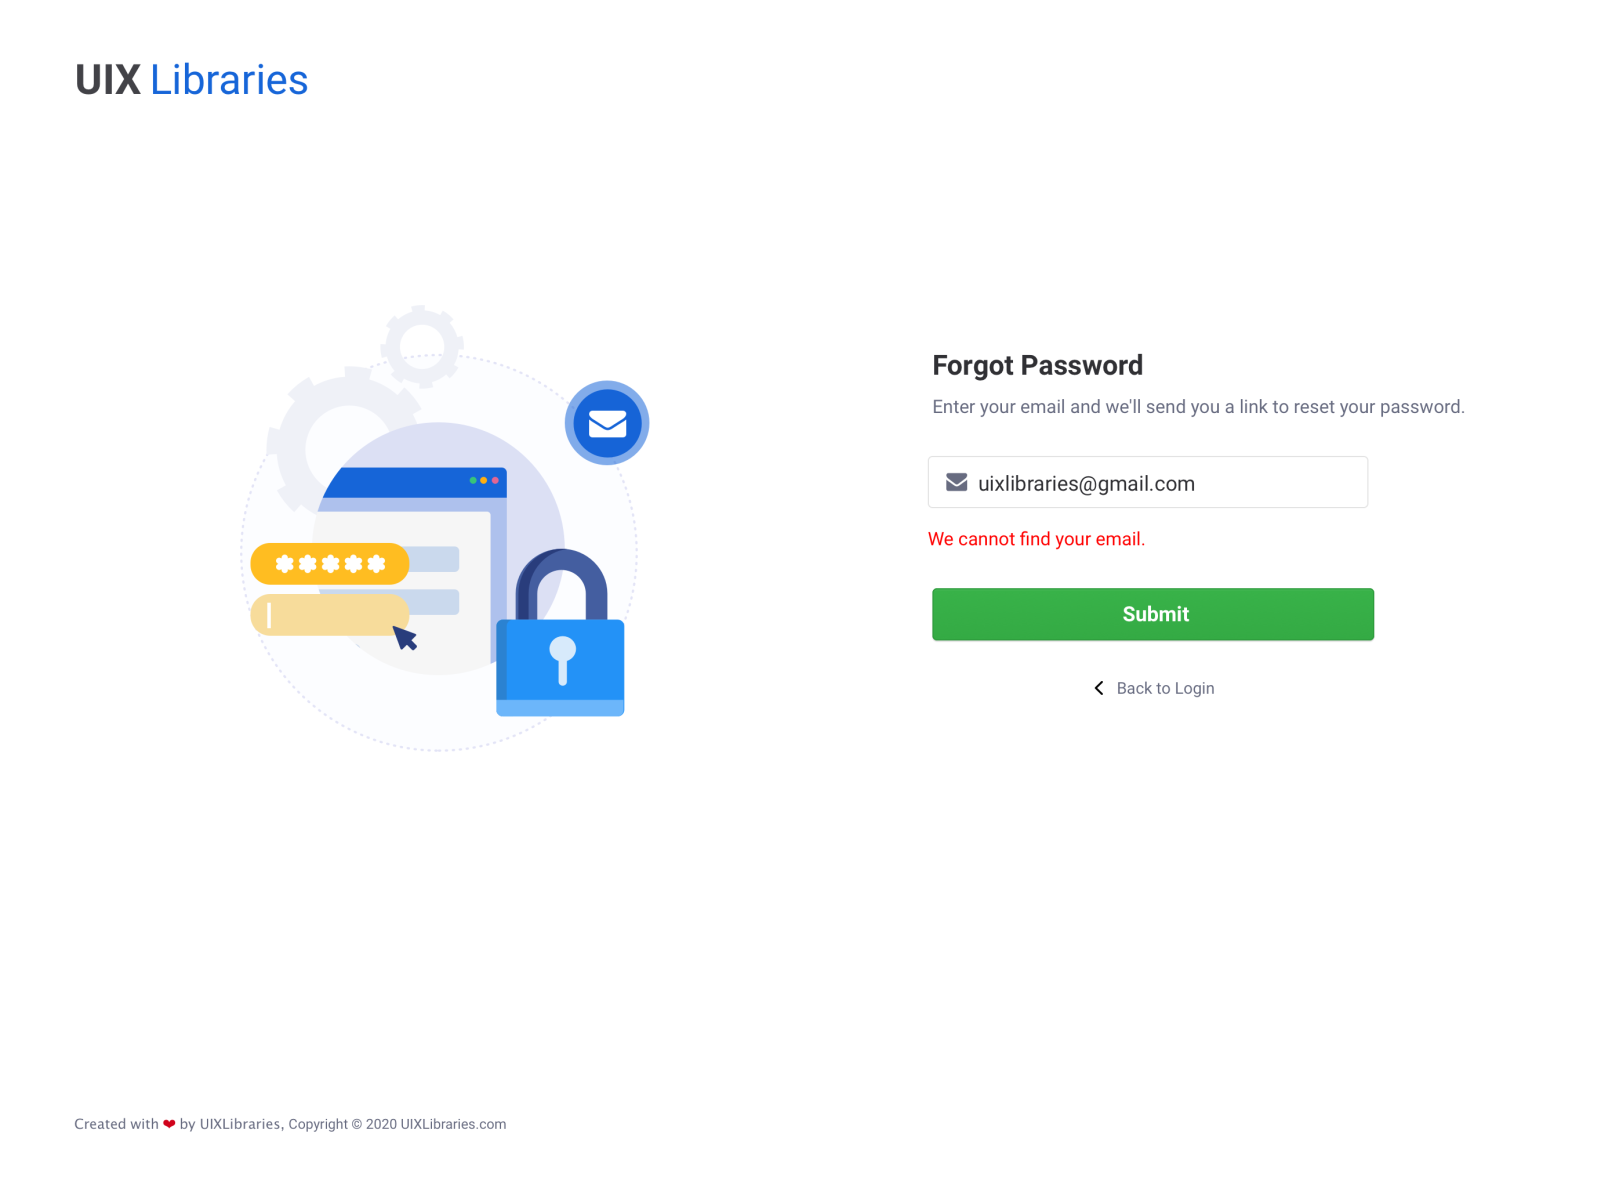 UIX Libraries
Forgot Password
Enter your email and we'll send you a link to reset your password.
uixlibraries@gmail.com
We cannot find your email.
Submit
Back to Login
Created with ❤ by UIXLibraries, Copyright © 2020 UIXLibraries.com